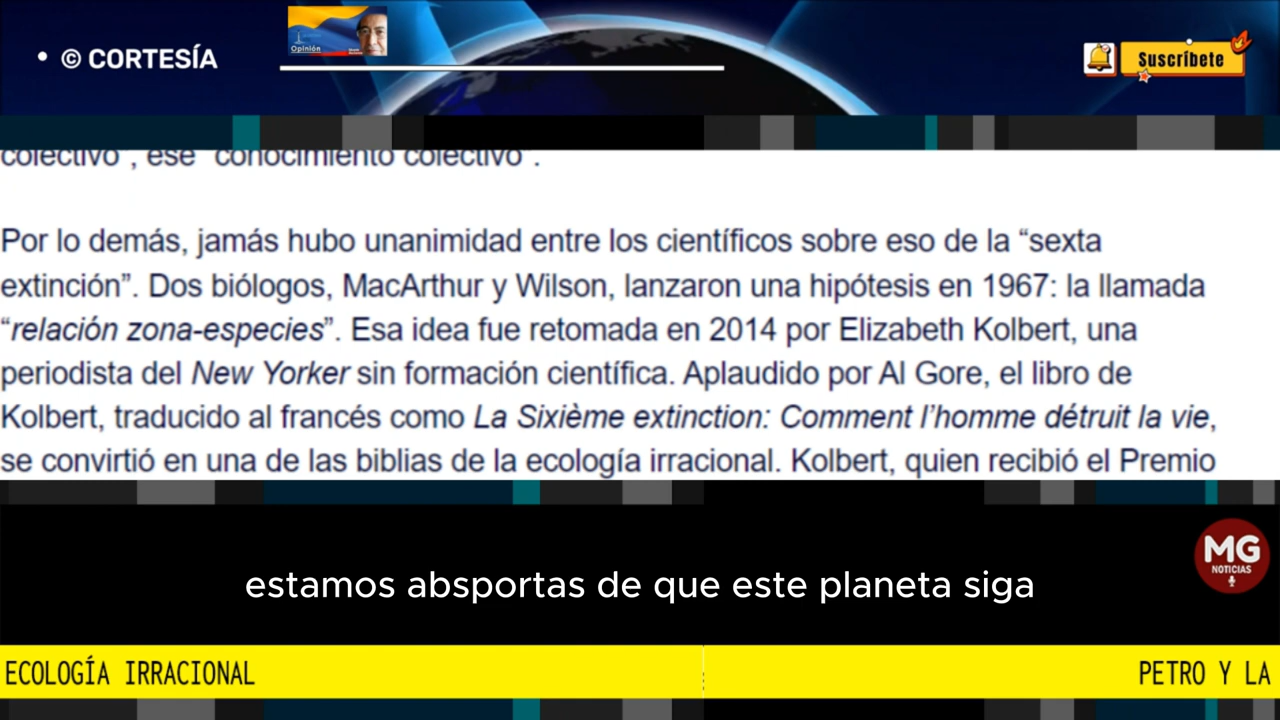 • © CORTESÍA
Opinión
Suscríbete
colectivo", ese "conocimiento colectivo".
Por lo demás, jamás hubo unanimidad entre los científicos sobre eso de la “sexta
extinción”. Dos biólogos, MacArthur y Wilson, lanzaron una hipótesis en 1967: la llamada
“relación zona-especies”. Esa idea fue retomada en 2014 por Elizabeth Kolbert, una
periodista del New Yorker sin formación científica. Aplaudido por Al Gore, el libro de
Kolbert, traducido al francés como La Sixième extinction: Comment l’homme détruit la vie,
se convirtió en una de las biblias de la ecología irracional. Kolbert, quien recibió el Premio
MG
NOTICIAS
estamos absportas de que este planeta siga
ECOLOGÍA IRRACIONAL
PETRO Y LA